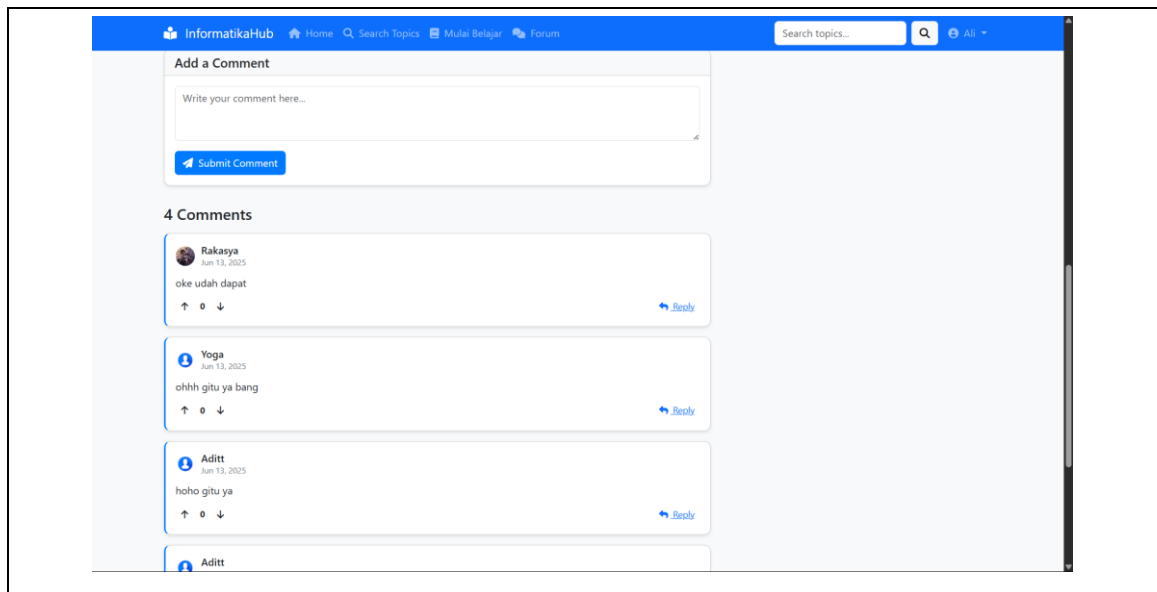 InformatikaHub Home Search Topics Mulai Belajar Forum Search topics... Ali
Add a Comment
Write your comment here...
Submit Comment
4 Comments
Rakasya
Jun 13, 2025
oke udah dapat
0 Reply
Yoga
Jun 13, 2025
ohhh gitu ya bang
0 Reply
Aditt
Jun 13, 2025
hoho gitu ya
0 Reply
Aditt